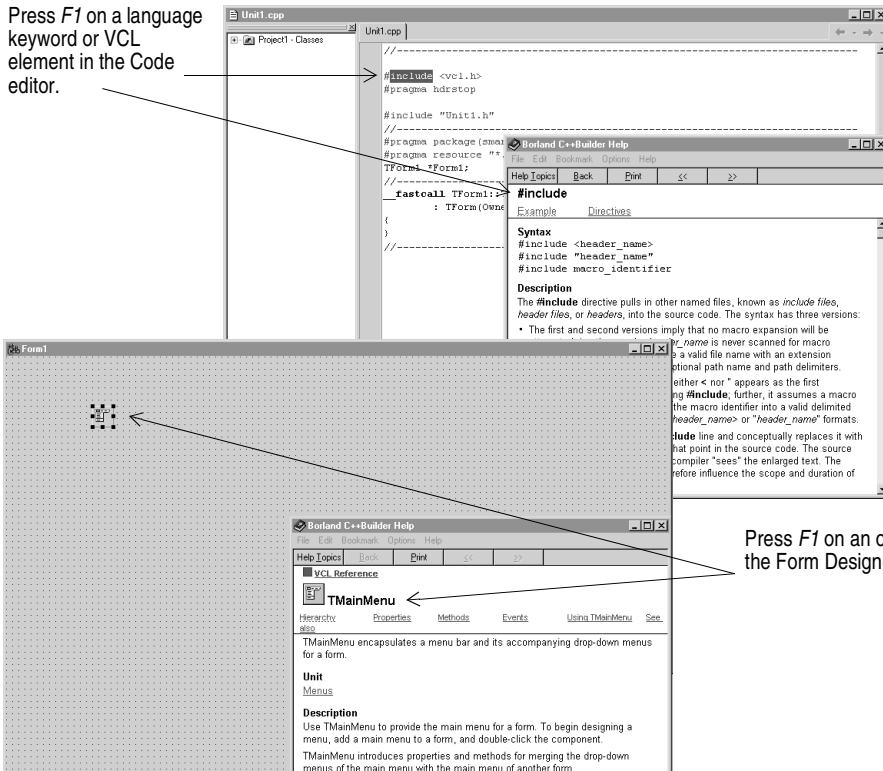 Press F1 on a language
keyword or VCL
element in the Code
editor.
Unit1.cpp
Project1 - Classes
Unit1.cpp
//
#include <vcl.h>
#pragma hdrstop
#include "Unit1.h"
//
#pragma package(smar
#pragma resource "*.
TForm1 *Form1;
//
__fastcall TForm1::
: TForm(Owne
{
}
//
Borland C++Builder Help
File Edit Bookmark Options Help
Help Topics Back Print << >>
#include
Example Directives
Syntax
#include <header_name>
#include "header_name"
#include macro_identifier
Description
The #include directive pulls in other named files, known as include files,
header files, or headers, into the source code. The syntax has three versions:
• The first and second versions imply that no macro expansion will be
er_name is never scanned for macro
e a valid file name with an extension
ptional path name and path delimiters.
either < nor " appears as the first
ng #include; further, it assumes a macro
the macro identifier into a valid delimited
header_name> or "header_name" formats.
clude line and conceptually replaces it with
hat point in the source code. The source
compiler "sees" the enlarged text. The
refore influence the scope and duration of
Form1
Borland C++Builder Help
File Edit Bookmark Options Help
Help Topics Back Print << >>
VCL Reference
TMainMenu
Hierarchy Properties Methods Events Using TMainMenu See
also
TMainMenu encapsulates a menu bar and its accompanying drop-down menus
for a form.
Unit
Menus
Description
Use TMainMenu to provide the main menu for a form. To begin designing a
menu, add a main menu to a form, and double-click the component.
TMainMenu introduces properties and methods for merging the drop-down
menus of the main menu with the main menu of another form.
Press F1 on an o
the Form Design